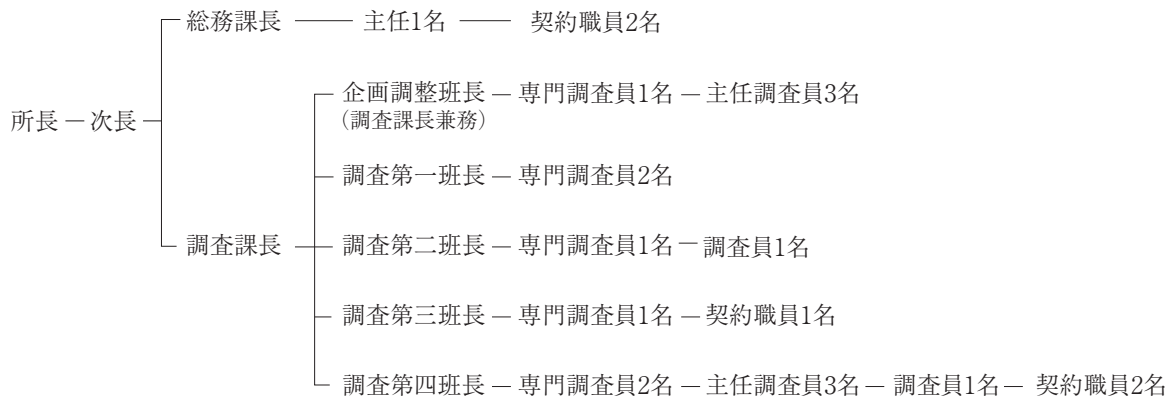 総務課長 ― 主任1名 ― 契約職員2名
企画調整班長 ― 専門調査員1名 ― 主任調査員3名
所長 ― 次長
(調査課長兼務)
調査第一班長 ― 専門調査員2名
調査課長
調査第二班長 ― 専門調査員1名 ― 調査員1名
調査第三班長 ― 専門調査員1名 ― 契約職員1名
調査第四班長 ― 専門調査員2名 ― 主任調査員3名 ― 調査員1名 ― 契約職員2名